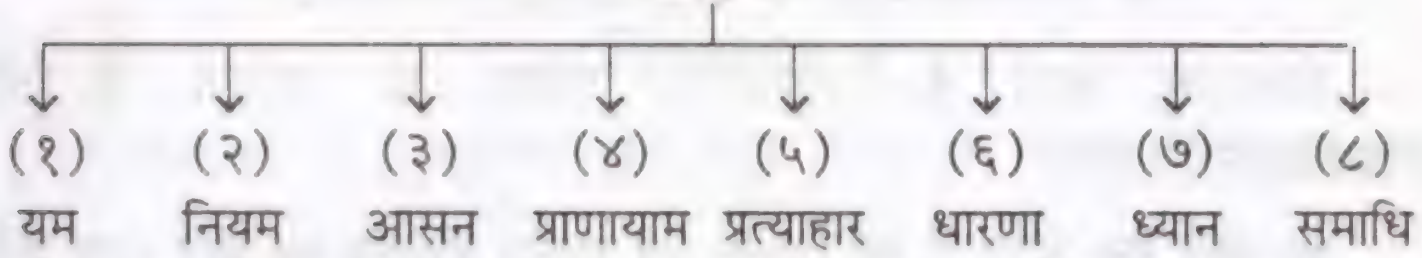 (१) (२) (३) (४) (५) (६) (७) (८)
यम नियम आसन प्राणायाम प्रत्याहार धारणा ध्यान समाधि